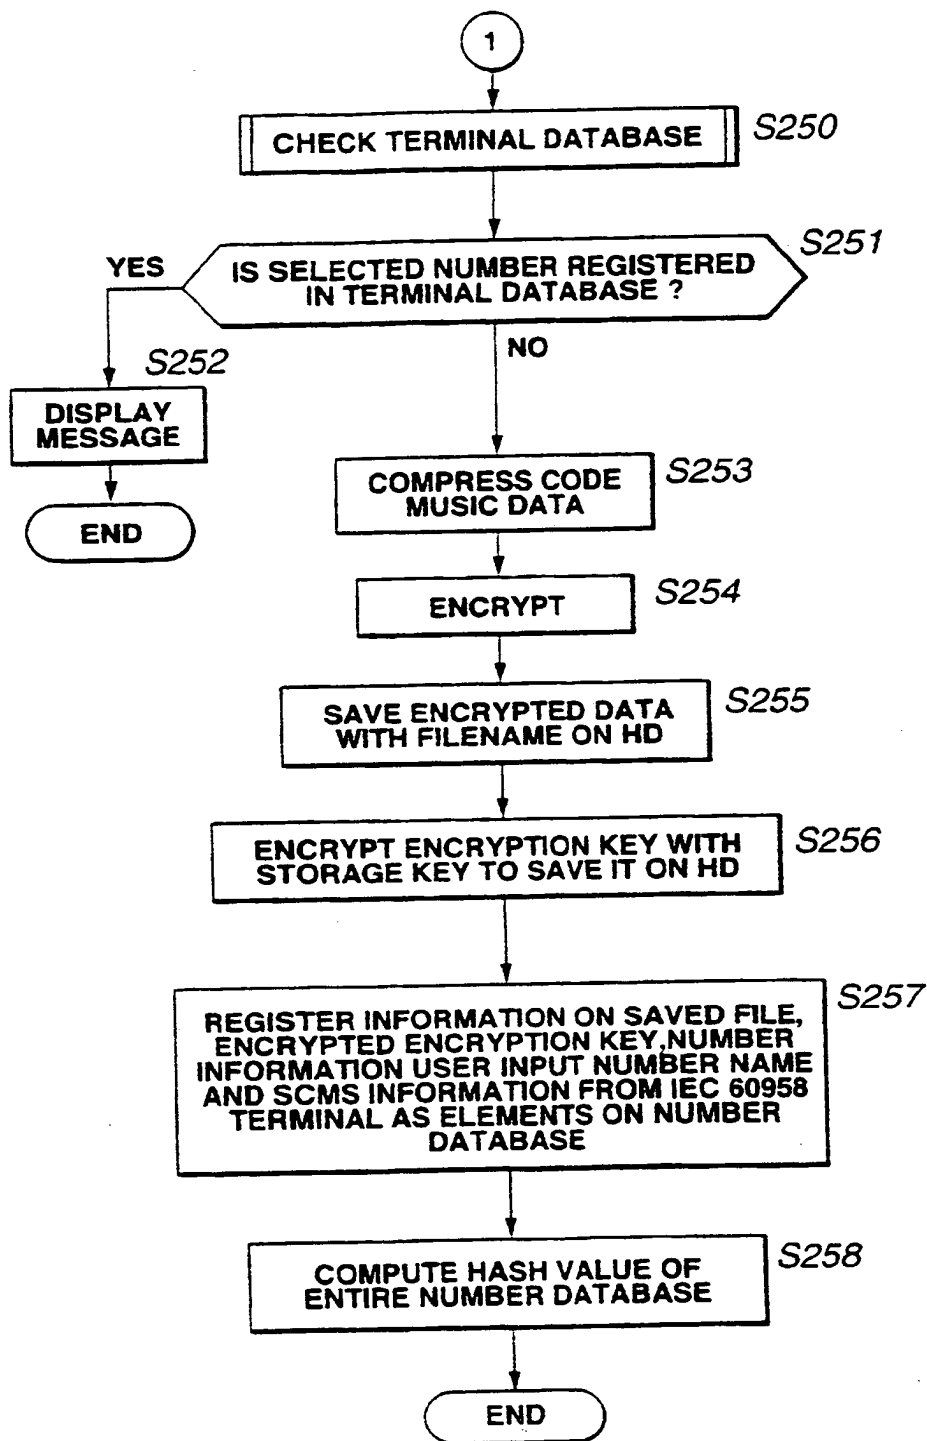 1
CHECK TERMINAL DATABASE
S250
S251
YES
IS SELECTED NUMBER REGISTERED
IN TERMINAL DATABASE ?
NO
S252
DISPLAY
MESSAGE
END
S253
COMPRESS CODE
MUSIC DATA
S254
ENCRYPT
S255
SAVE ENCRYPTED DATA
WITH FILENAME ON HD
S256
ENCRYPT ENCRYPTION KEY WITH
STORAGE KEY TO SAVE IT ON HD
S257
REGISTER INFORMATION ON SAVED FILE,
ENCRYPTED ENCRYPTION KEY,NUMBER
INFORMATION USER INPUT NUMBER NAME
AND SCMS INFORMATION FROM IEC 60958
TERMINAL AS ELEMENTS ON NUMBER
DATABASE
S258
COMPUTE HASH VALUE OF
ENTIRE NUMBER DATABASE
END